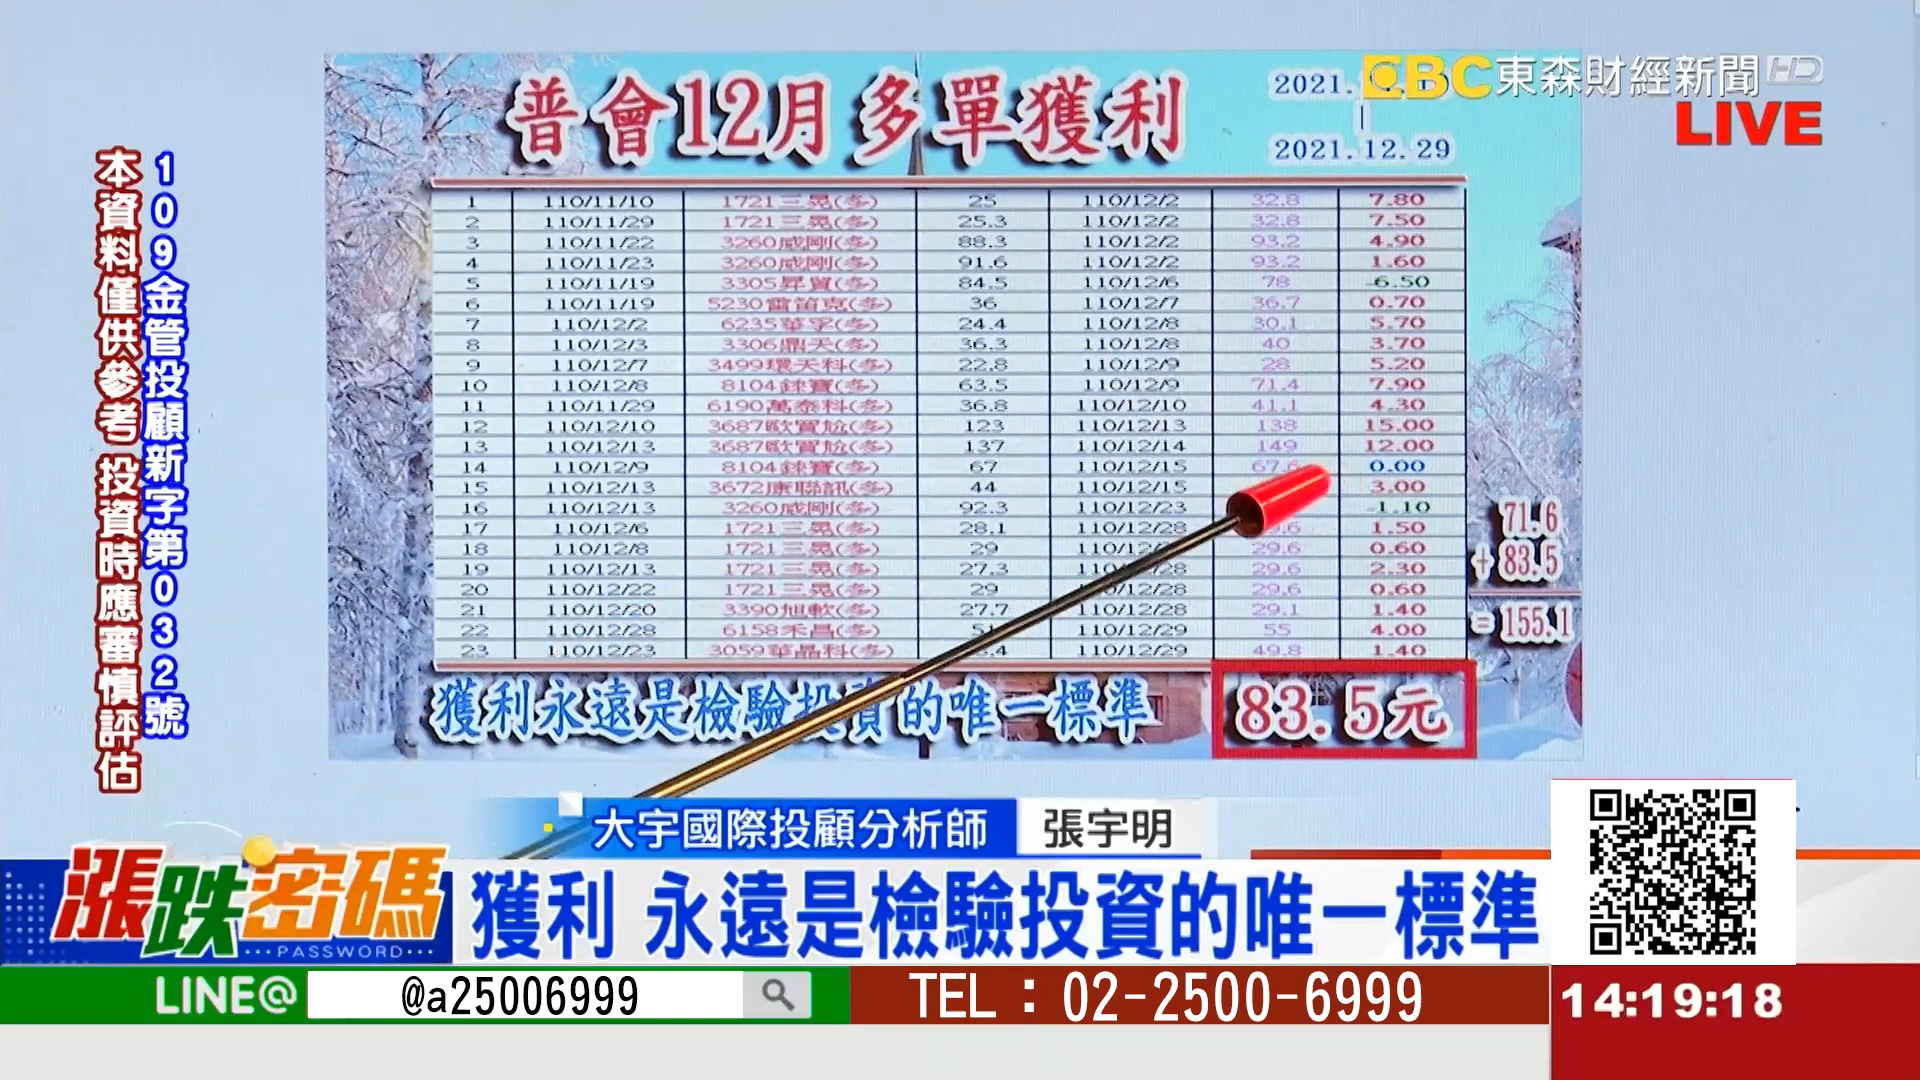 普會12月多單獲利
2021.
2021.12.29
EBC東森財經新聞HD
LIVE
本資料僅供參考 投資時應審慎評估
109金管投顧新字第032號
1 110/11/10 1721三晃(多) 25 110/12/2 32.8 7.80
2 110/11/29 1721三晃(多) 25.3 110/12/2 32.8 7.50
3 110/11/22 3260威剛(多) 88.3 110/12/2 93.2 4.90
4 110/11/23 3260威剛(多) 91.6 110/12/2 93.2 1.60
5 110/11/19 3305昇貿(多) 84.5 110/12/6 78 -6.50
6 110/11/19 5230雷笛克(多) 36 110/12/7 36.7 0.70
7 110/12/2 6235華孚(多) 24.4 110/12/8 30.1 5.70
8 110/12/3 3306鼎天(多) 36.3 110/12/8 40 3.70
9 110/12/7 3499環天科(多) 22.8 110/12/9 28 5.20
10 110/12/8 8104錸寶(多) 63.5 110/12/9 71.4 7.90
11 110/11/29 6190萬泰科(多) 36.8 110/12/10 41.1 4.30
12 110/12/10 3687歐買尬(多) 123 110/12/13 138 15.00
13 110/12/13 3687歐買尬(多) 137 110/12/14 149 12.00
14 110/12/9 8104錸寶(多) 67 110/12/15 0.00
15 110/12/13 3672康聯訊(多) 44 110/12/15 3.00
16 110/12/13 3260威剛(多) 92.3 110/12/23 -1.10
17 110/12/6 1721三晃(多) 28.1 110/12/28 1.50
18 110/12/8 1721三晃(多) 29 29.6 0.60
19 110/12/13 1721三晃(多) 27.3 29.6 2.30
20 110/12/22 1721三晃(多) 29 110/12/28 29.6 0.60
21 110/12/20 3390旭軟(多) 27.7 110/12/28 29.1 1.40
22 110/12/28 6158禾昌(多) 110/12/29 55 4.00
23 110/12/23 3059華晶科(多) 110/12/29 49.8 1.40
71.6
+ 83.5
= 155.1
獲利永遠是檢驗投資的唯一標準 83.5元
大宇國際投顧分析師 張宇明
漲跌密碼
PASSWORD
獲利 永遠是檢驗投資的唯一標準
LINE@ @a25006999 TEL：02-2500-6999 14:19:18